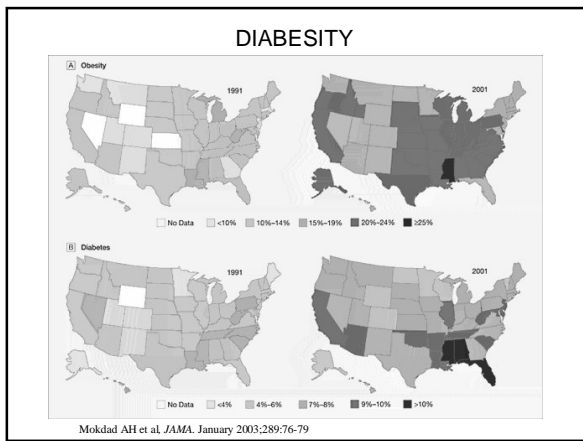 DIABESITY
A Obesity
1991
2001
No Data <10% 10%–14% 15%–19% 20%–24% ≥25%
B Diabetes
1991
2001
No Data <4% 4%–6% 7%–8% 9%–10% >10%
Mokdad AH et al, JAMA. January 2003;289:76-79